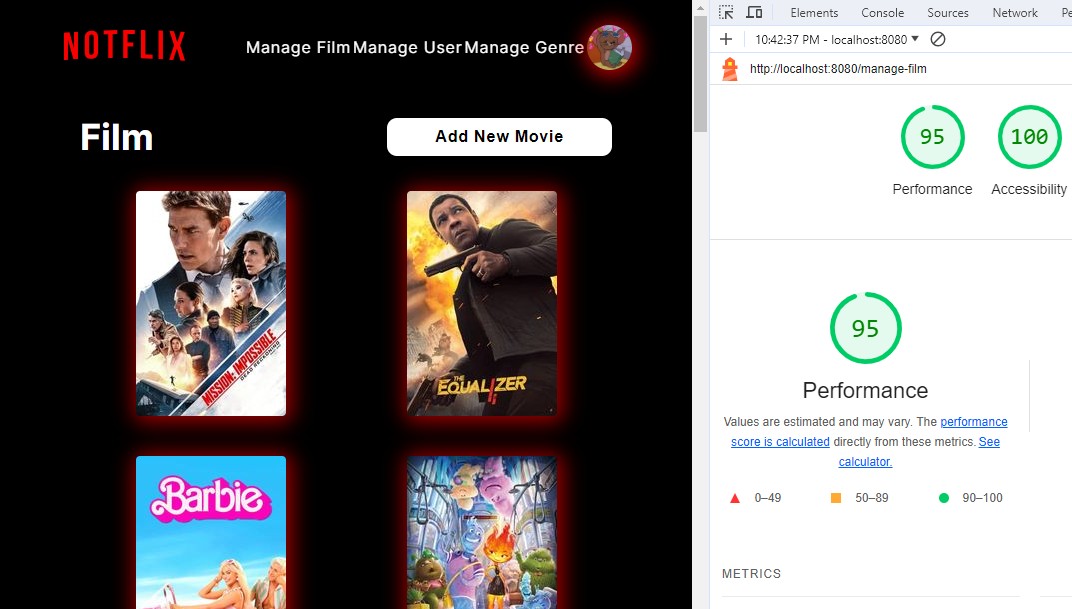 NOTFLIX
Manage Film Manage User Manage Genre
Film
Add New Movie
MISSION: IMPOSSIBLE
DEAD RECKONING
THE
EQUALIZER
II
Barbie
Elements Console Sources Network Pe
10:42:37 PM - localhost:8080
http://localhost:8080/manage-film
95 100
Performance Accessibility
95
Performance
Values are estimated and may vary. The performance
score is calculated directly from these metrics. See
calculator.
0–49 50–89 90–100
METRICS